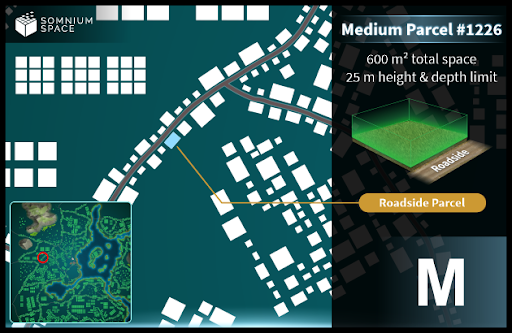 SOMNIUM
SPACE
Medium Parcel #1226
600 m² total space
25 m height & depth limit
Roadside
Roadside Parcel
M